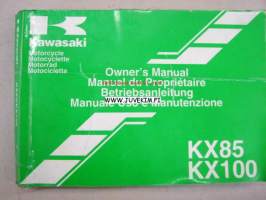 Kawasaki
Motorcycle
Motocyclette
Motorrad
Motocicletta
Owner's Manual
Manuel du Propriétaire
Betriebsanleitung
WWW.JUVEKIM.FI
Manuale Uso e Manutenzione
KX85
KX100